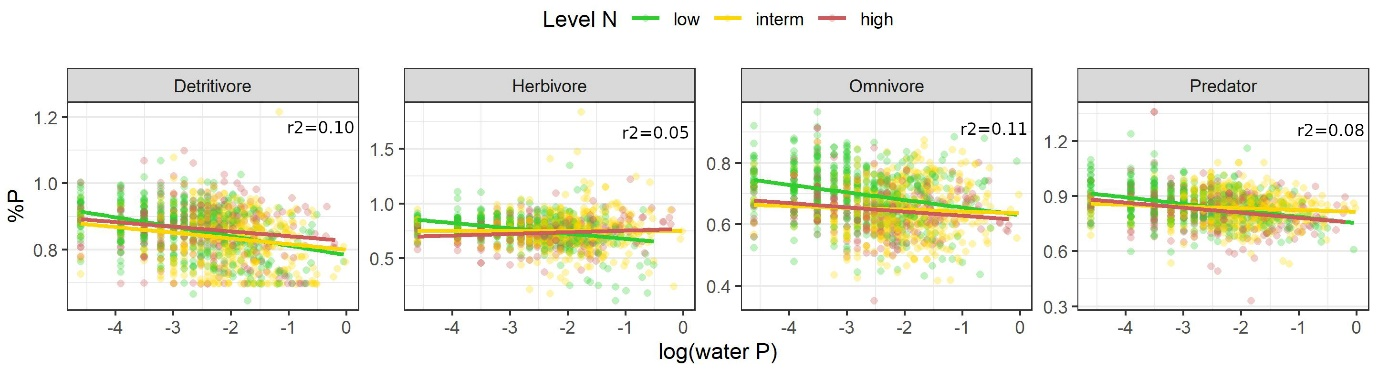 Level N low interm high
Detritivore Herbivore Omnivore Predator
r2=0.10 r2=0.05 r2=0.11 r2=0.08
%P
1.2
1.0
0.8
1.5
1.0
0.5
0.8
0.6
0.4
1.2
0.9
0.6
0.3
-4 -3 -2 -1 0 -4 -3 -2 -1 0 -4 -3 -2 -1 0 -4 -3 -2 -1 0
log(water P)